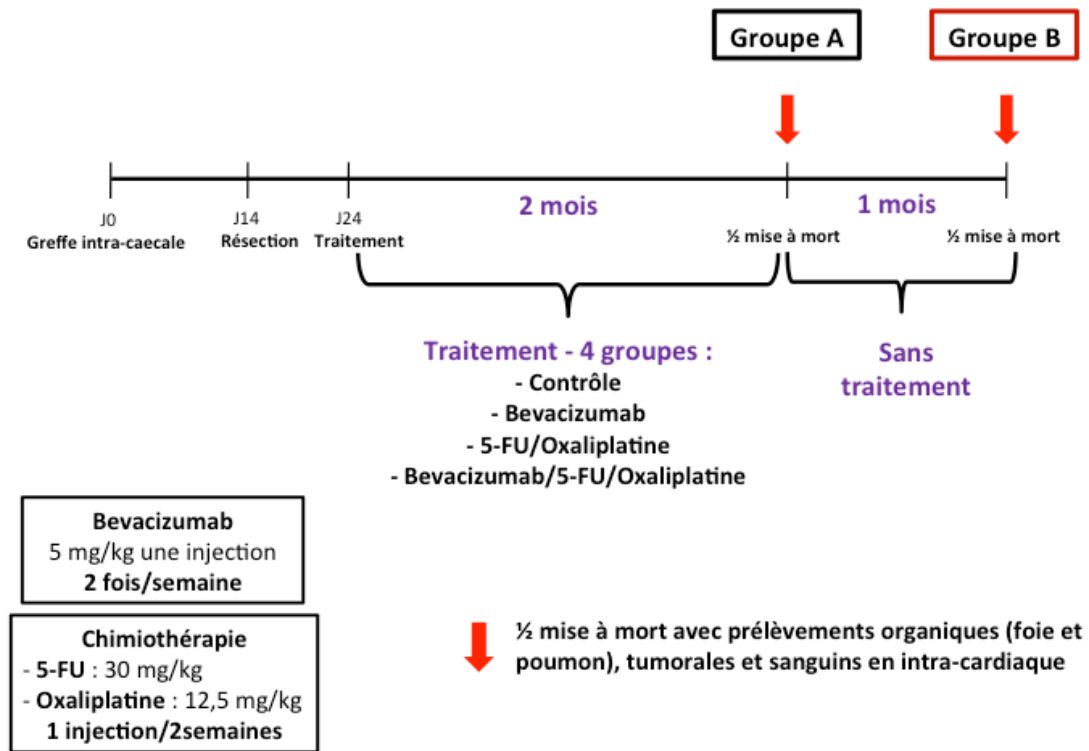 Groupe A
Groupe B
2 mois
1 mois
J0
Greffe intra-caecale
J14
Résection
J24
Traitement
½ mise à mort
½ mise à mort
Traitement - 4 groupes :
- Contrôle
- Bevacizumab
- 5-FU/Oxaliplatine
- Bevacizumab/5-FU/Oxaliplatine
Sans
traitement
Bevacizumab
5 mg/kg une injection
2 fois/semaine
Chimiothérapie
- 5-FU : 30 mg/kg
- Oxaliplatine : 12,5 mg/kg
1 injection/2semaines
½ mise à mort avec prélèvements organiques (foie et
poumon), tumorales et sanguins en intra-cardiaque